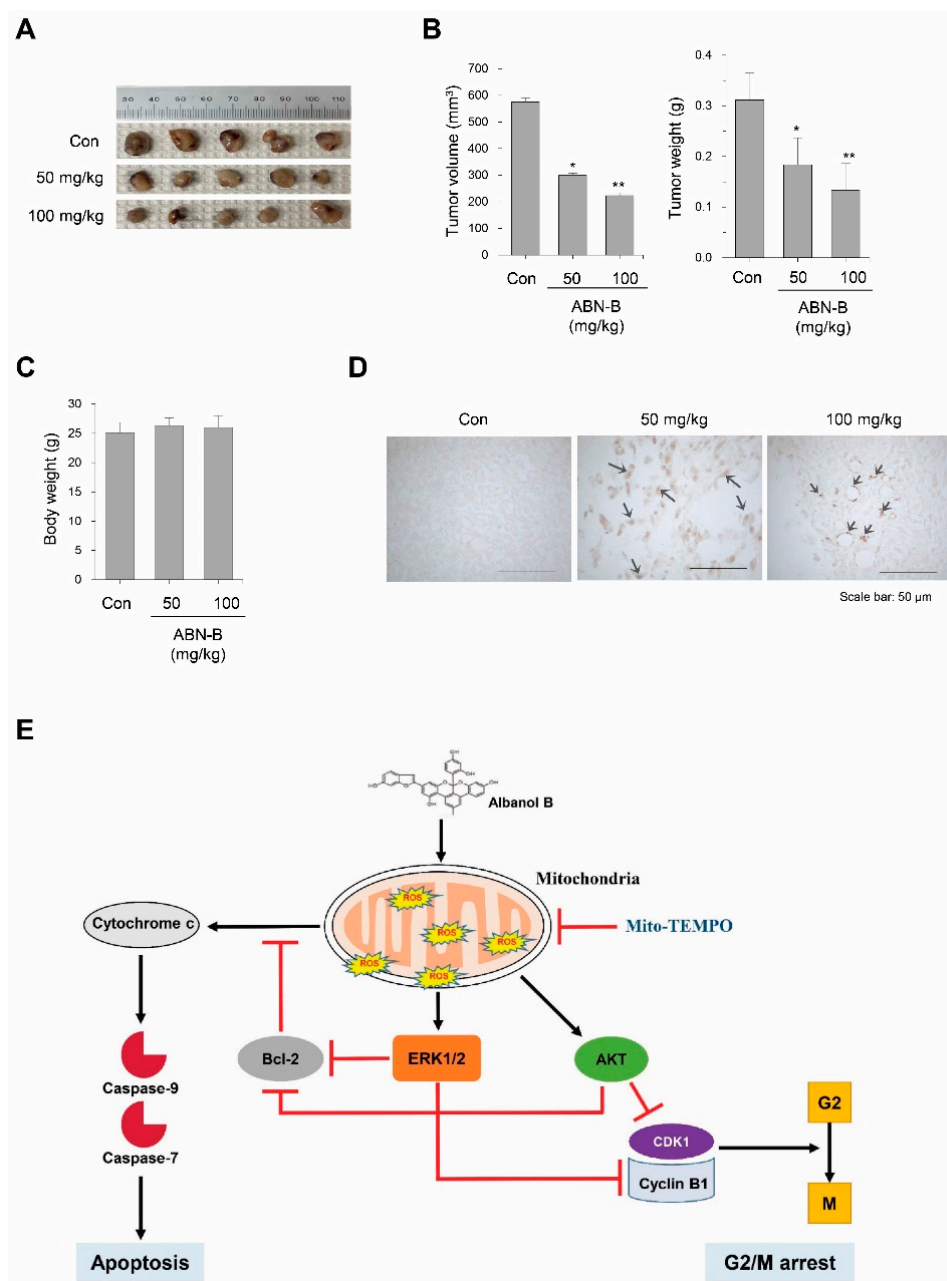 A
30 40 50 60 70 80 90 100 110
Con
50 mg/kg
100 mg/kg
B
Tumor volume (mm³)
700
600
500
400
300
200
100
0
*
**
Con
50
100
ABN-B
(mg/kg)
Tumor weight (g)
0.4
0.3
0.2
0.1
0.0
*
**
Con
50
100
ABN-B
(mg/kg)
C
Body weight (g)
30
25
20
15
10
5
0
Con
50
100
ABN-B
(mg/kg)
D
Con
50 mg/kg
100 mg/kg
Scale bar: 50 µm
E
OH
OH
OH
HO
O
O
O
OH
Albanol B
Mitochondria
ROS
ROS
ROS
ROS
ROS
Mito-TEMPO
Cytochrome c
Bcl-2
ERK1/2
AKT
Caspase-9
Caspase-7
CDK1
Cyclin B1
G2
M
Apoptosis
G2/M arrest